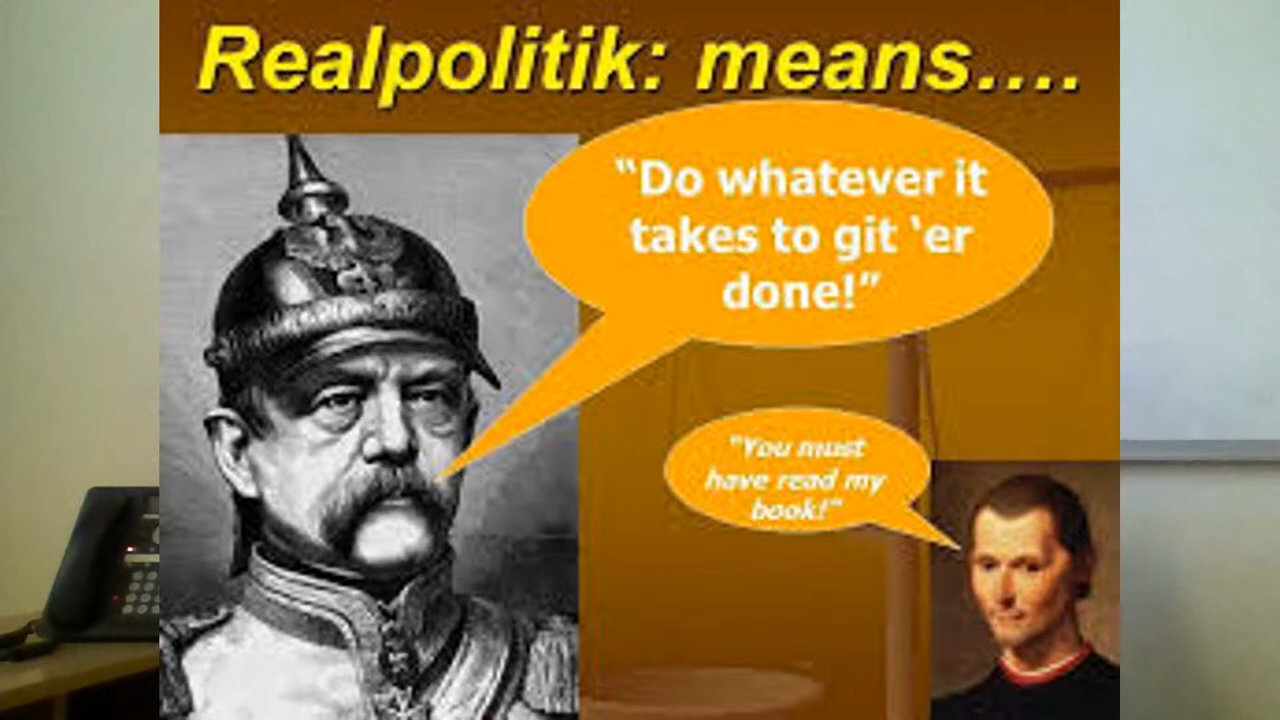 Realpolitik: means....
“Do whatever it
takes to git ‘er
done!”
"You must
have read my
book!"